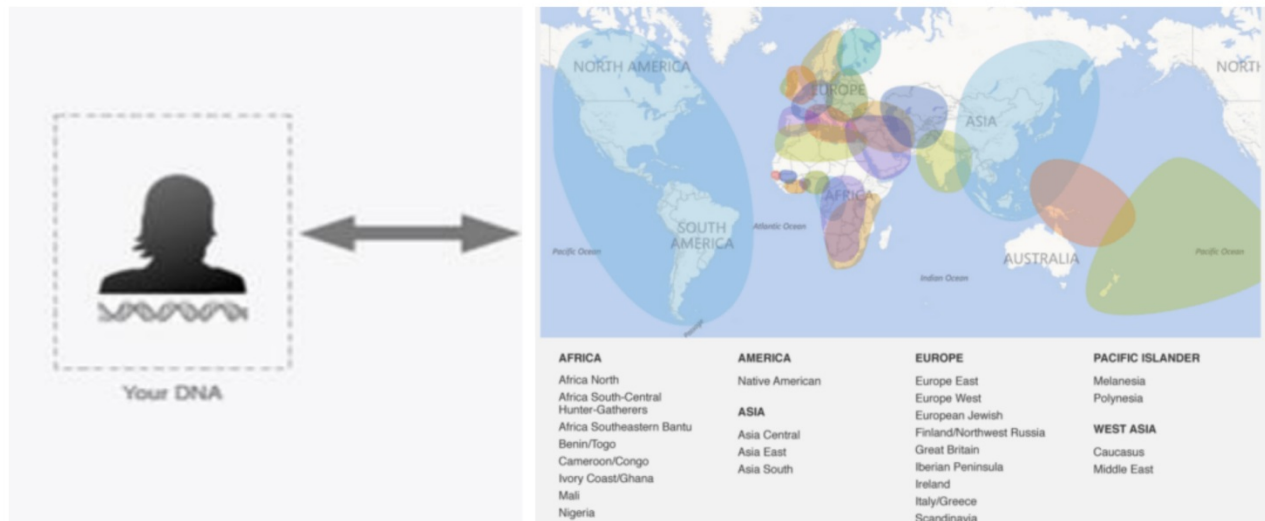 Your DNA
NORTH AMERICA
EUROPE
ASIA
NORTH
AFRICA
SOUTH
AMERICA
Atlantic Ocean
Pacific Ocean
Indian Ocean
AUSTRALIA
Pacific Ocean
AFRICA
Africa North
Africa South-Central
Hunter-Gatherers
Africa Southeastern Bantu
Benin/Togo
Cameroon/Congo
Ivory Coast/Ghana
Mali
Nigeria
AMERICA
Native American
ASIA
Asia Central
Asia East
Asia South
EUROPE
Europe East
Europe West
European Jewish
Finland/Northwest Russia
Great Britain
Iberian Peninsula
Ireland
Italy/Greece
Scandinavia
PACIFIC ISLANDER
Melanesia
Polynesia
WEST ASIA
Caucasus
Middle East